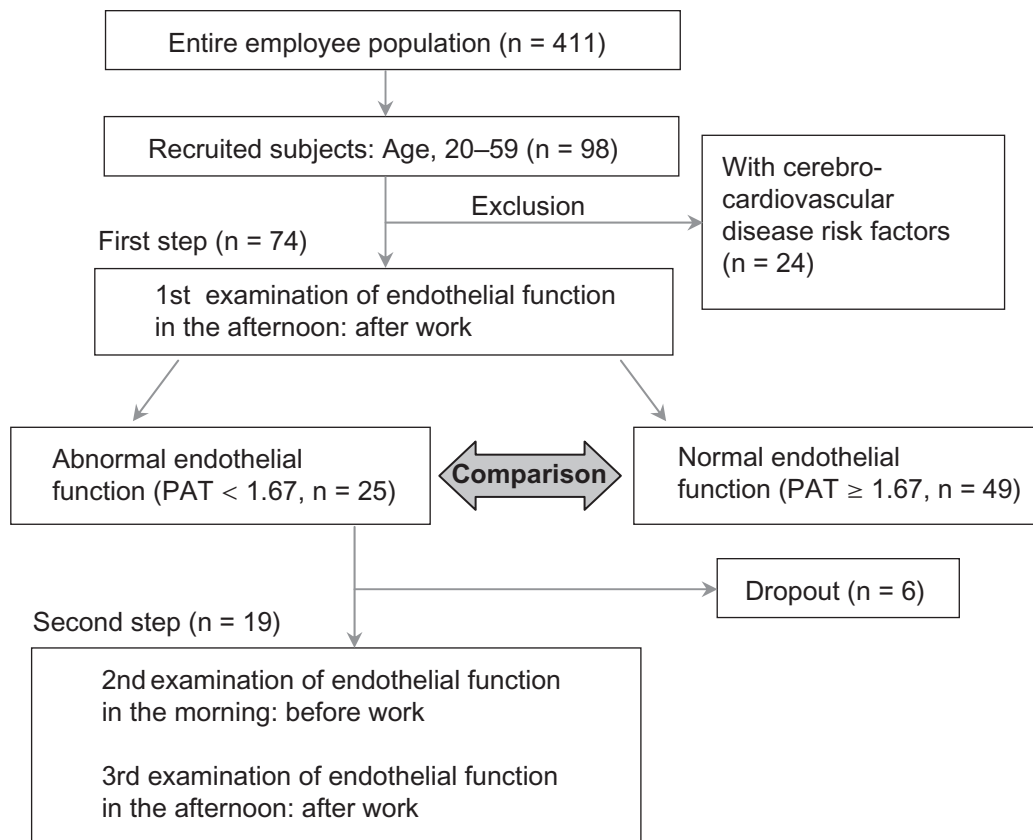 Entire employee population (n = 411)
Recruited subjects: Age, 20–59 (n = 98)
With cerebro-
cardiovascular
disease risk factors
(n = 24)
Exclusion
First step (n = 74)
1st examination of endothelial function
in the afternoon: after work
Abnormal endothelial
function (PAT < 1.67, n = 25)
Comparison
Normal endothelial
function (PAT ≥ 1.67, n = 49)
Dropout (n = 6)
Second step (n = 19)
2nd examination of endothelial function
in the morning: before work
3rd examination of endothelial function
in the afternoon: after work